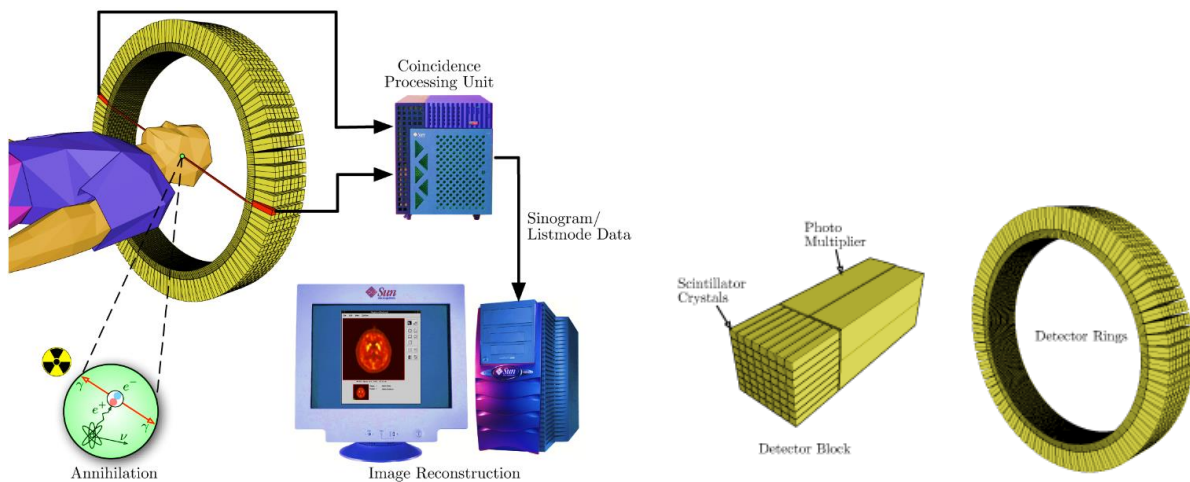 Coincidence
Processing Unit
Sun
Sinogram/
Listmode Data
Sun
Sun
γ
e⁻
e⁺
γ
ν
Annihilation
Image Reconstruction
Photo
Multiplier
Scintillator
Crystals
Detector Block
Detector Rings